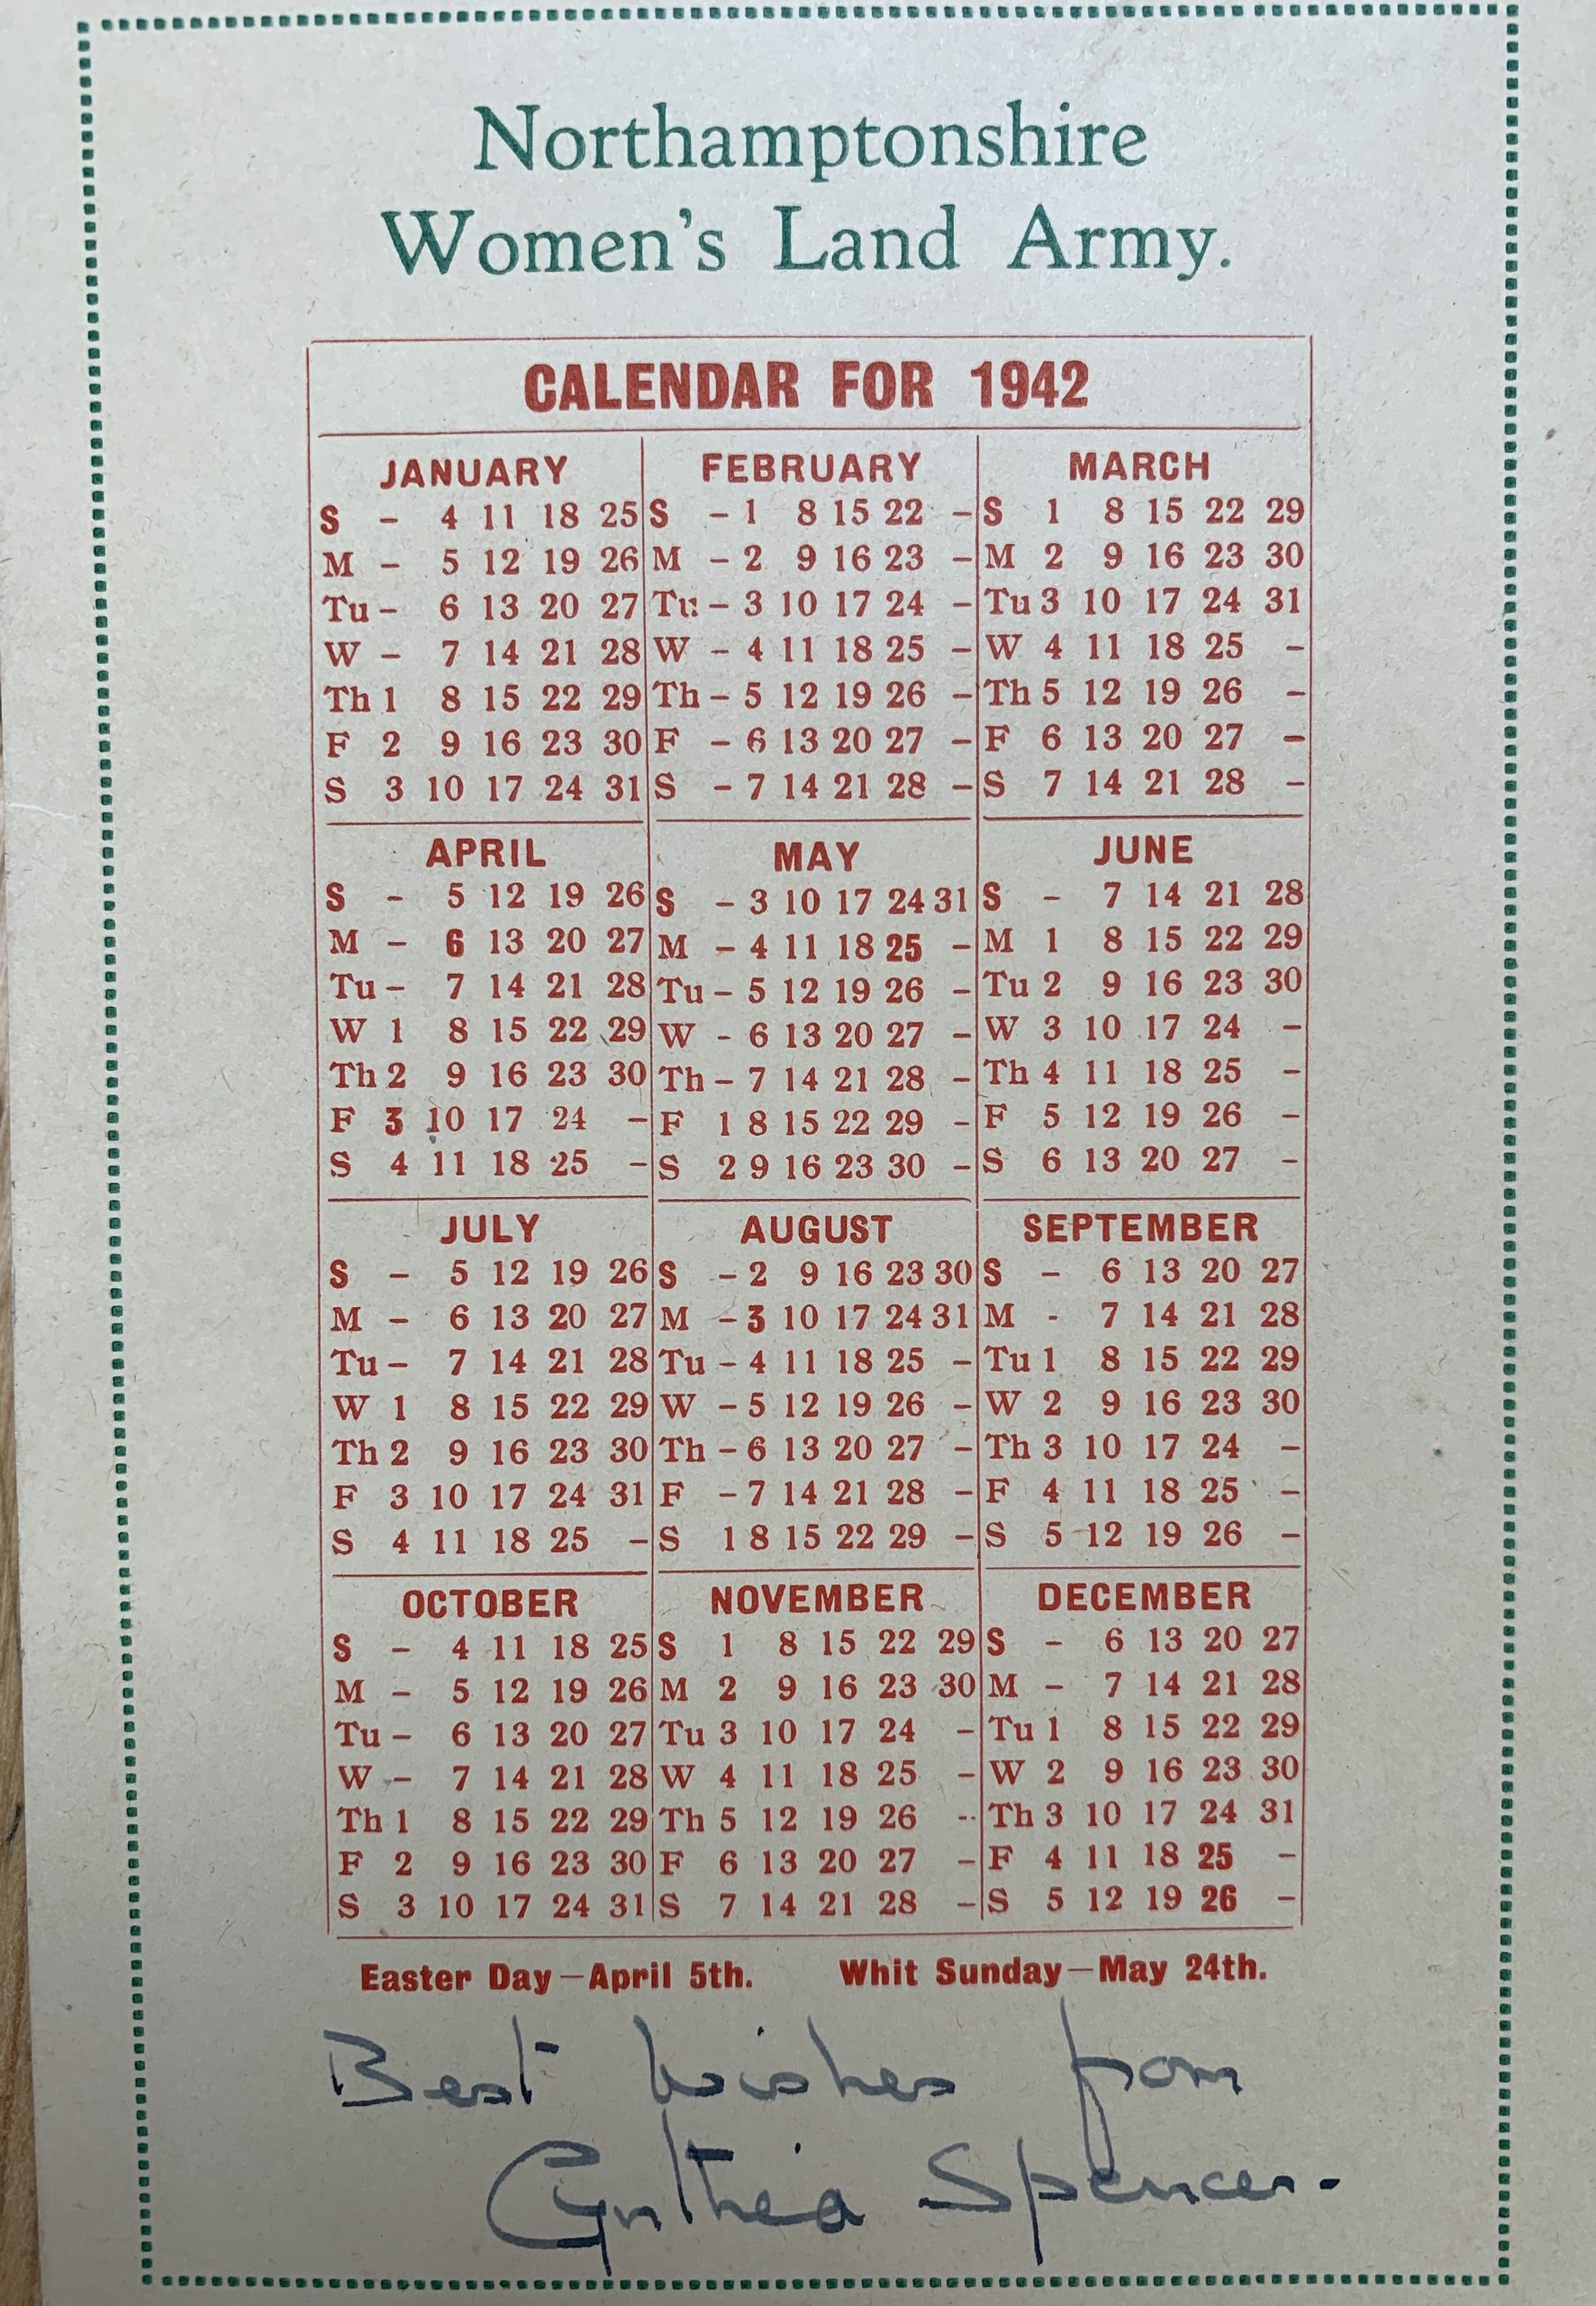 Northamptonshire
Women's Land Army.
CALENDAR FOR 1942
JANUARY
S - 4 11 18 25
M - 5 12 19 26
Tu - 6 13 20 27
W - 7 14 21 28
Th 1 8 15 22 29
F 2 9 16 23 30
S 3 10 17 24 31
FEBRUARY
S - 1 8 15 22 -
M - 2 9 16 23 -
Tu - 3 10 17 24 -
W - 4 11 18 25 -
Th - 5 12 19 26 -
F - 6 13 20 27 -
S - 7 14 21 28 -
MARCH
S 1 8 15 22 29
M 2 9 16 23 30
Tu 3 10 17 24 31
W 4 11 18 25 -
Th 5 12 19 26 -
F 6 13 20 27 -
S 7 14 21 28 -
APRIL
S - 5 12 19 26
M - 6 13 20 27
Tu - 7 14 21 28
W 1 8 15 22 29
Th 2 9 16 23 30
F 3 10 17 24 -
S 4 11 18 25 -
MAY
S - 3 10 17 24 31
M - 4 11 18 25 -
Tu - 5 12 19 26 -
W - 6 13 20 27 -
Th - 7 14 21 28 -
F 1 8 15 22 29 -
S 2 9 16 23 30 -
JUNE
S - 7 14 21 28
M 1 8 15 22 29
Tu 2 9 16 23 30
W 3 10 17 24 -
Th 4 11 18 25 -
F 5 12 19 26 -
S 6 13 20 27 -
JULY
S - 5 12 19 26
M - 6 13 20 27
Tu - 7 14 21 28
W 1 8 15 22 29
Th 2 9 16 23 30
F 3 10 17 24 31
S 4 11 18 25 -
AUGUST
S - 2 9 16 23 30
M - 3 10 17 24 31
Tu - 4 11 18 25 -
W - 5 12 19 26 -
Th - 6 13 20 27 -
F - 7 14 21 28 -
S 1 8 15 22 29 -
SEPTEMBER
S - 6 13 20 27
M - 7 14 21 28
Tu 1 8 15 22 29
W 2 9 16 23 30
Th 3 10 17 24 -
F 4 11 18 25 -
S 5 12 19 26 -
OCTOBER
S - 4 11 18 25
M - 5 12 19 26
Tu - 6 13 20 27
W - 7 14 21 28
Th 1 8 15 22 29
F 2 9 16 23 30
S 3 10 17 24 31
NOVEMBER
S 1 8 15 22 29
M 2 9 16 23 30
Tu 3 10 17 24 -
W 4 11 18 25 -
Th 5 12 19 26 -
F 6 13 20 27 -
S 7 14 21 28 -
DECEMBER
S - 6 13 20 27
M - 7 14 21 28
Tu 1 8 15 22 29
W 2 9 16 23 30
Th 3 10 17 24 31
F 4 11 18 25 -
S 5 12 19 26 -
Easter Day—April 5th. Whit Sunday—May 24th.
Best wishes from
Cynthia Spencer.